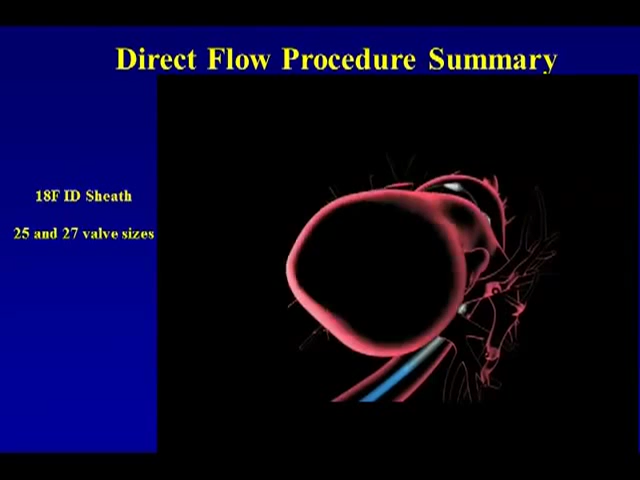 Direct Flow Procedure Summary
18F ID Sheath
25 and 27 valve sizes